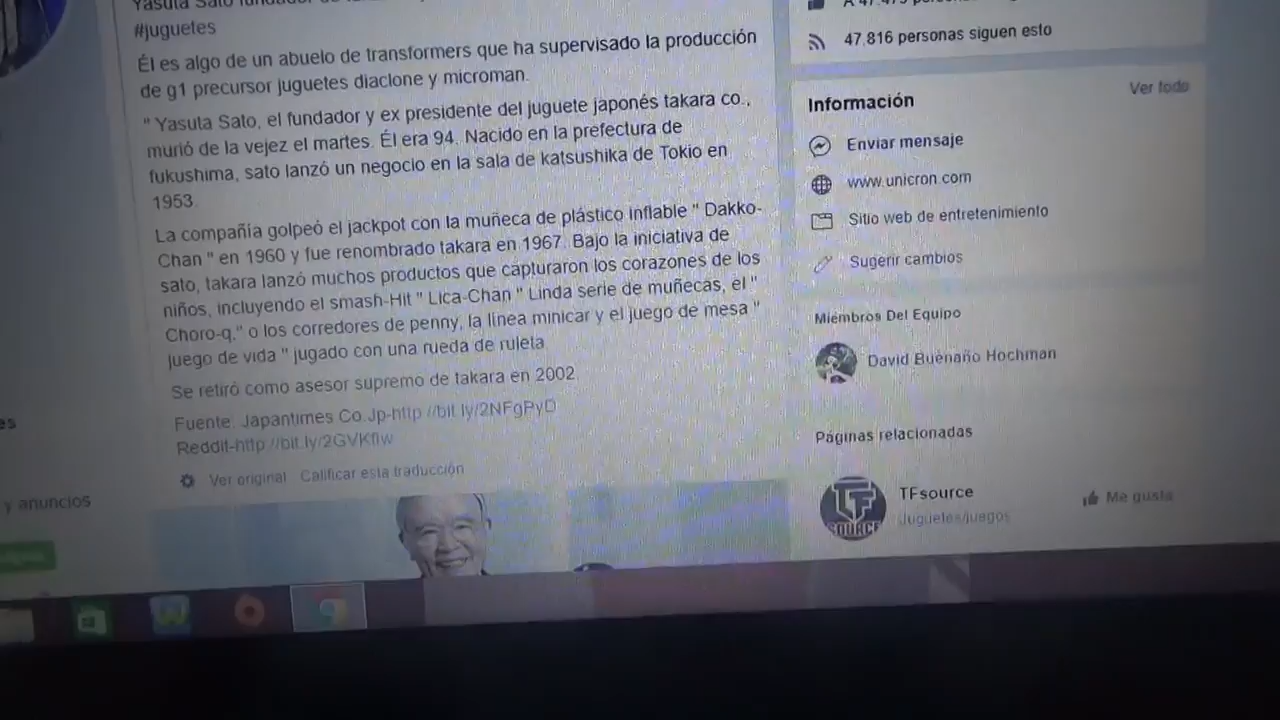 Yasuta Sato fundador de
#juguetes
Él es algo de un abuelo de transformers que ha supervisado la producción
de g1 precursor juguetes diaclone y microman.
" Yasuta Sato, el fundador y ex presidente del juguete japonés takara co.,
murió de la vejez el martes. Él era 94. Nacido en la prefectura de
fukushima, sato lanzó un negocio en la sala de katsushika de Tokio en
1953.
La compañía golpeó el jackpot con la muñeca de plástico inflable " Dakko-
Chan " en 1960 y fue renombrado takara en 1967. Bajo la iniciativa de
sato, takara lanzó muchos productos que capturaron los corazones de los
niños, incluyendo el smash-Hit " Lica-Chan " Linda serie de muñecas, el "
Choro-q," o los corredores de penny, la línea minicar y el juego de mesa "
juego de vida " jugado con una rueda de ruleta.
Se retiró como asesor supremo de takara en 2002.
Fuente: Japantimes Co.Jp-http://bit.ly/2NFgPyD
Reddit-http://bit.ly/2GVKflw
Ver original Calificar esta traducción
y anuncios
A 47.475
47.816 personas siguen esto
Información
Ver todo
Enviar mensaje
www.unicron.com
Sitio web de entretenimiento
Sugerir cambios
Miembros Del Equipo
David Buenaño Hochman
Páginas relacionadas
TFsource
Me gusta
Juguetes/juegos
TF
SOURCE